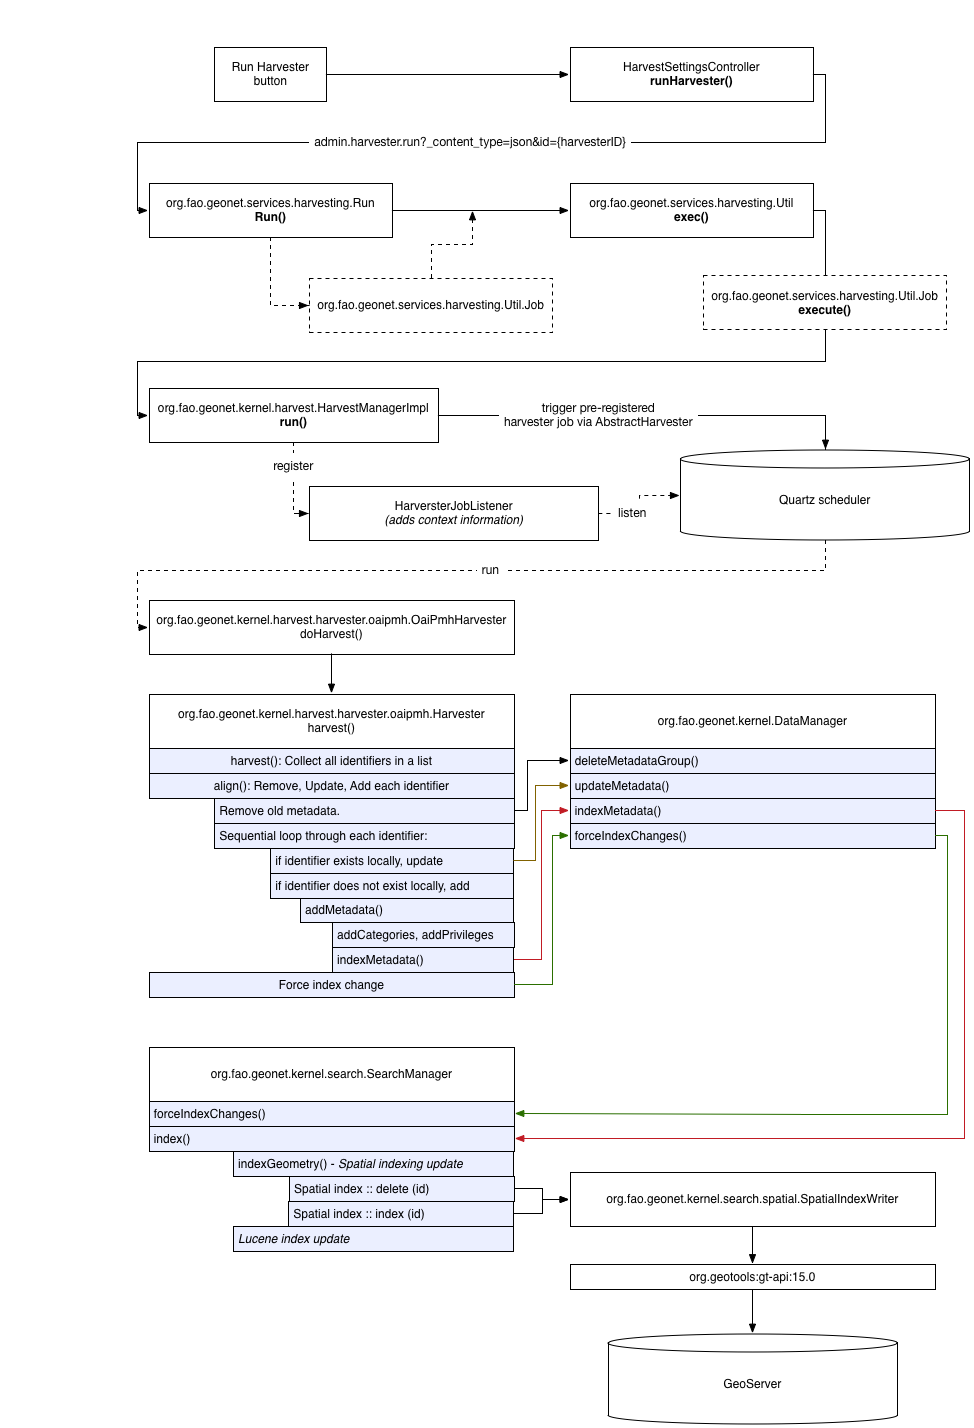 Run Harvester
button
HarvestSettingsController
runHarvester()
admin.harvester.run?_content_type=json&id={harvesterID}
org.fao.geonet.services.harvesting.Run
Run()
org.fao.geonet.services.harvesting.Util
exec()
org.fao.geonet.services.harvesting.Util.Job
org.fao.geonet.services.harvesting.Util.Job
execute()
org.fao.geonet.kernel.harvest.HarvestManagerImpl
run()
trigger pre-registered
harvester job via AbstractHarvester
register
HarversterJobListener
(adds context information)
listen
Quartz scheduler
run
org.fao.geonet.kernel.harvest.harvester.oaipmh.OaiPmhHarvester
doHarvest()
org.fao.geonet.kernel.harvest.harvester.oaipmh.Harvester
harvest()
harvest(): Collect all identifiers in a list
align(): Remove, Update, Add each identifier
Remove old metadata.
Sequential loop through each identifier:
if identifier exists locally, update
if identifier does not exist locally, add
addMetadata()
addCategories, addPrivileges
indexMetadata()
Force index change
org.fao.geonet.kernel.DataManager
deleteMetadataGroup()
updateMetadata()
indexMetadata()
forceIndexChanges()
org.fao.geonet.kernel.search.SearchManager
forceIndexChanges()
index()
indexGeometry() - Spatial indexing update
Spatial index :: delete (id)
Spatial index :: index (id)
Lucene index update
org.fao.geonet.kernel.search.spatial.SpatialIndexWriter
org.geotools:gt-api:15.0
GeoServer